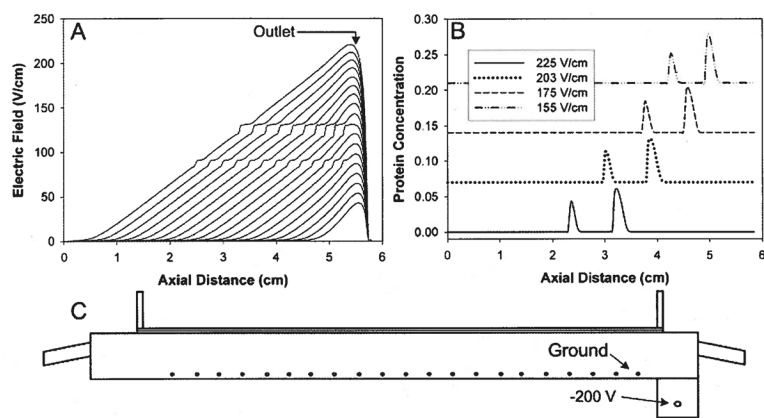 A
Outlet
250
200
150
100
50
0
Electric Field (V/cm)
0 1 2 3 4 5 6
Axial Distance (cm)
B
225 V/cm
203 V/cm
175 V/cm
155 V/cm
0.30
0.25
0.20
0.15
0.10
0.05
0.00
Protein Concentration
0 1 2 3 4 5 6
Axial Distance (cm)
C
Ground
-200 V